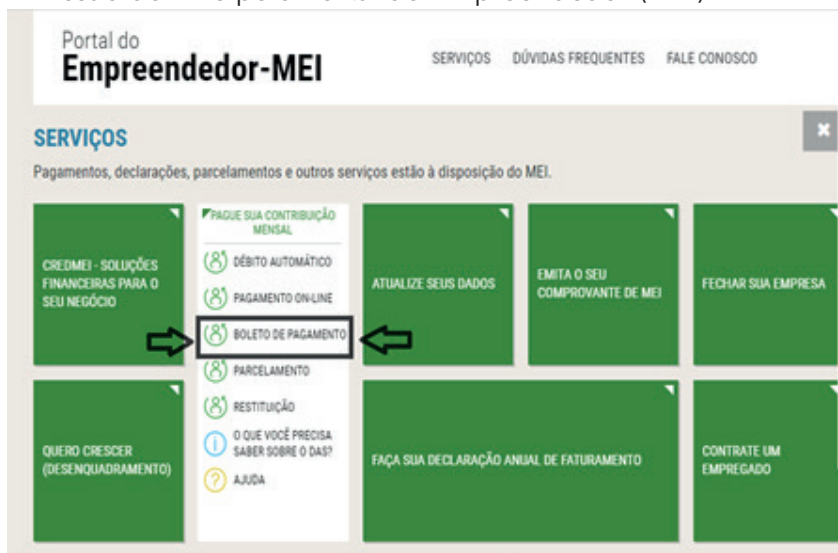 Portal do
Empreendedor-MEI
SERVIÇOS DÚVIDAS FREQUENTES FALE CONOSCO
SERVIÇOS
Pagamentos, declarações, parcelamentos e outros serviços estão à disposição do MEI.
CREDMEI - SOLUÇÕES
FINANCEIRAS PARA O
SEU NEGÓCIO
PAGUE SUA CONTRIBUIÇÃO
MENSAL
DÉBITO AUTOMÁTICO
PAGAMENTO ON-LINE
BOLETO DE PAGAMENTO
PARCELAMENTO
RESTITUIÇÃO
O QUE VOCÊ PRECISA
SABER SOBRE O DAS?
AJUDA
ATUALIZE SEUS DADOS
EMITA O SEU
COMPROVANTE DE MEI
FECHAR SUA EMPRESA
QUERO CRESCER
(DESENQUADRAMENTO)
FAÇA SUA DECLARAÇÃO ANUAL DE FATURAMENTO
CONTRATE UM
EMPREGADO